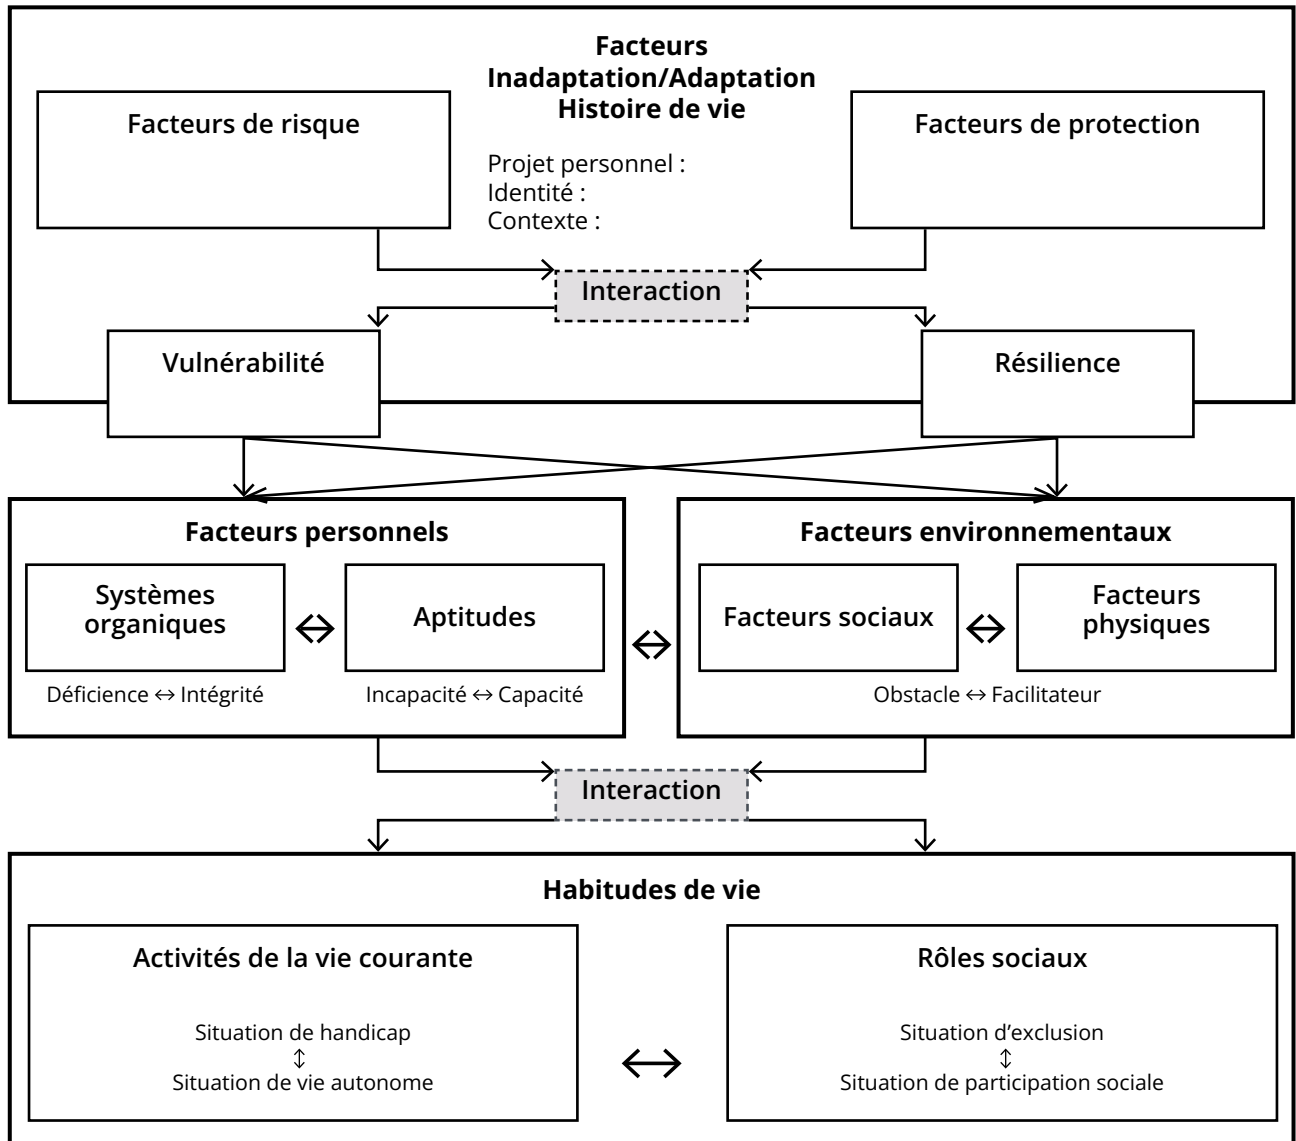 Facteurs
Inadaptation/Adaptation
Histoire de vie
Facteurs de risque
Facteurs de protection
Projet personnel :
Identité :
Contexte :
Interaction
Vulnérabilité
Résilience
Facteurs personnels
Systèmes
organiques
Aptitudes
Déficience ↔ Intégrité
Incapacité ↔ Capacité
Facteurs environnementaux
Facteurs sociaux
Facteurs
physiques
Obstacle ↔ Facilitateur
Interaction
Habitudes de vie
Activités de la vie courante
Situation de handicap
↕
Situation de vie autonome
Rôles sociaux
Situation d’exclusion
↕
Situation de participation sociale